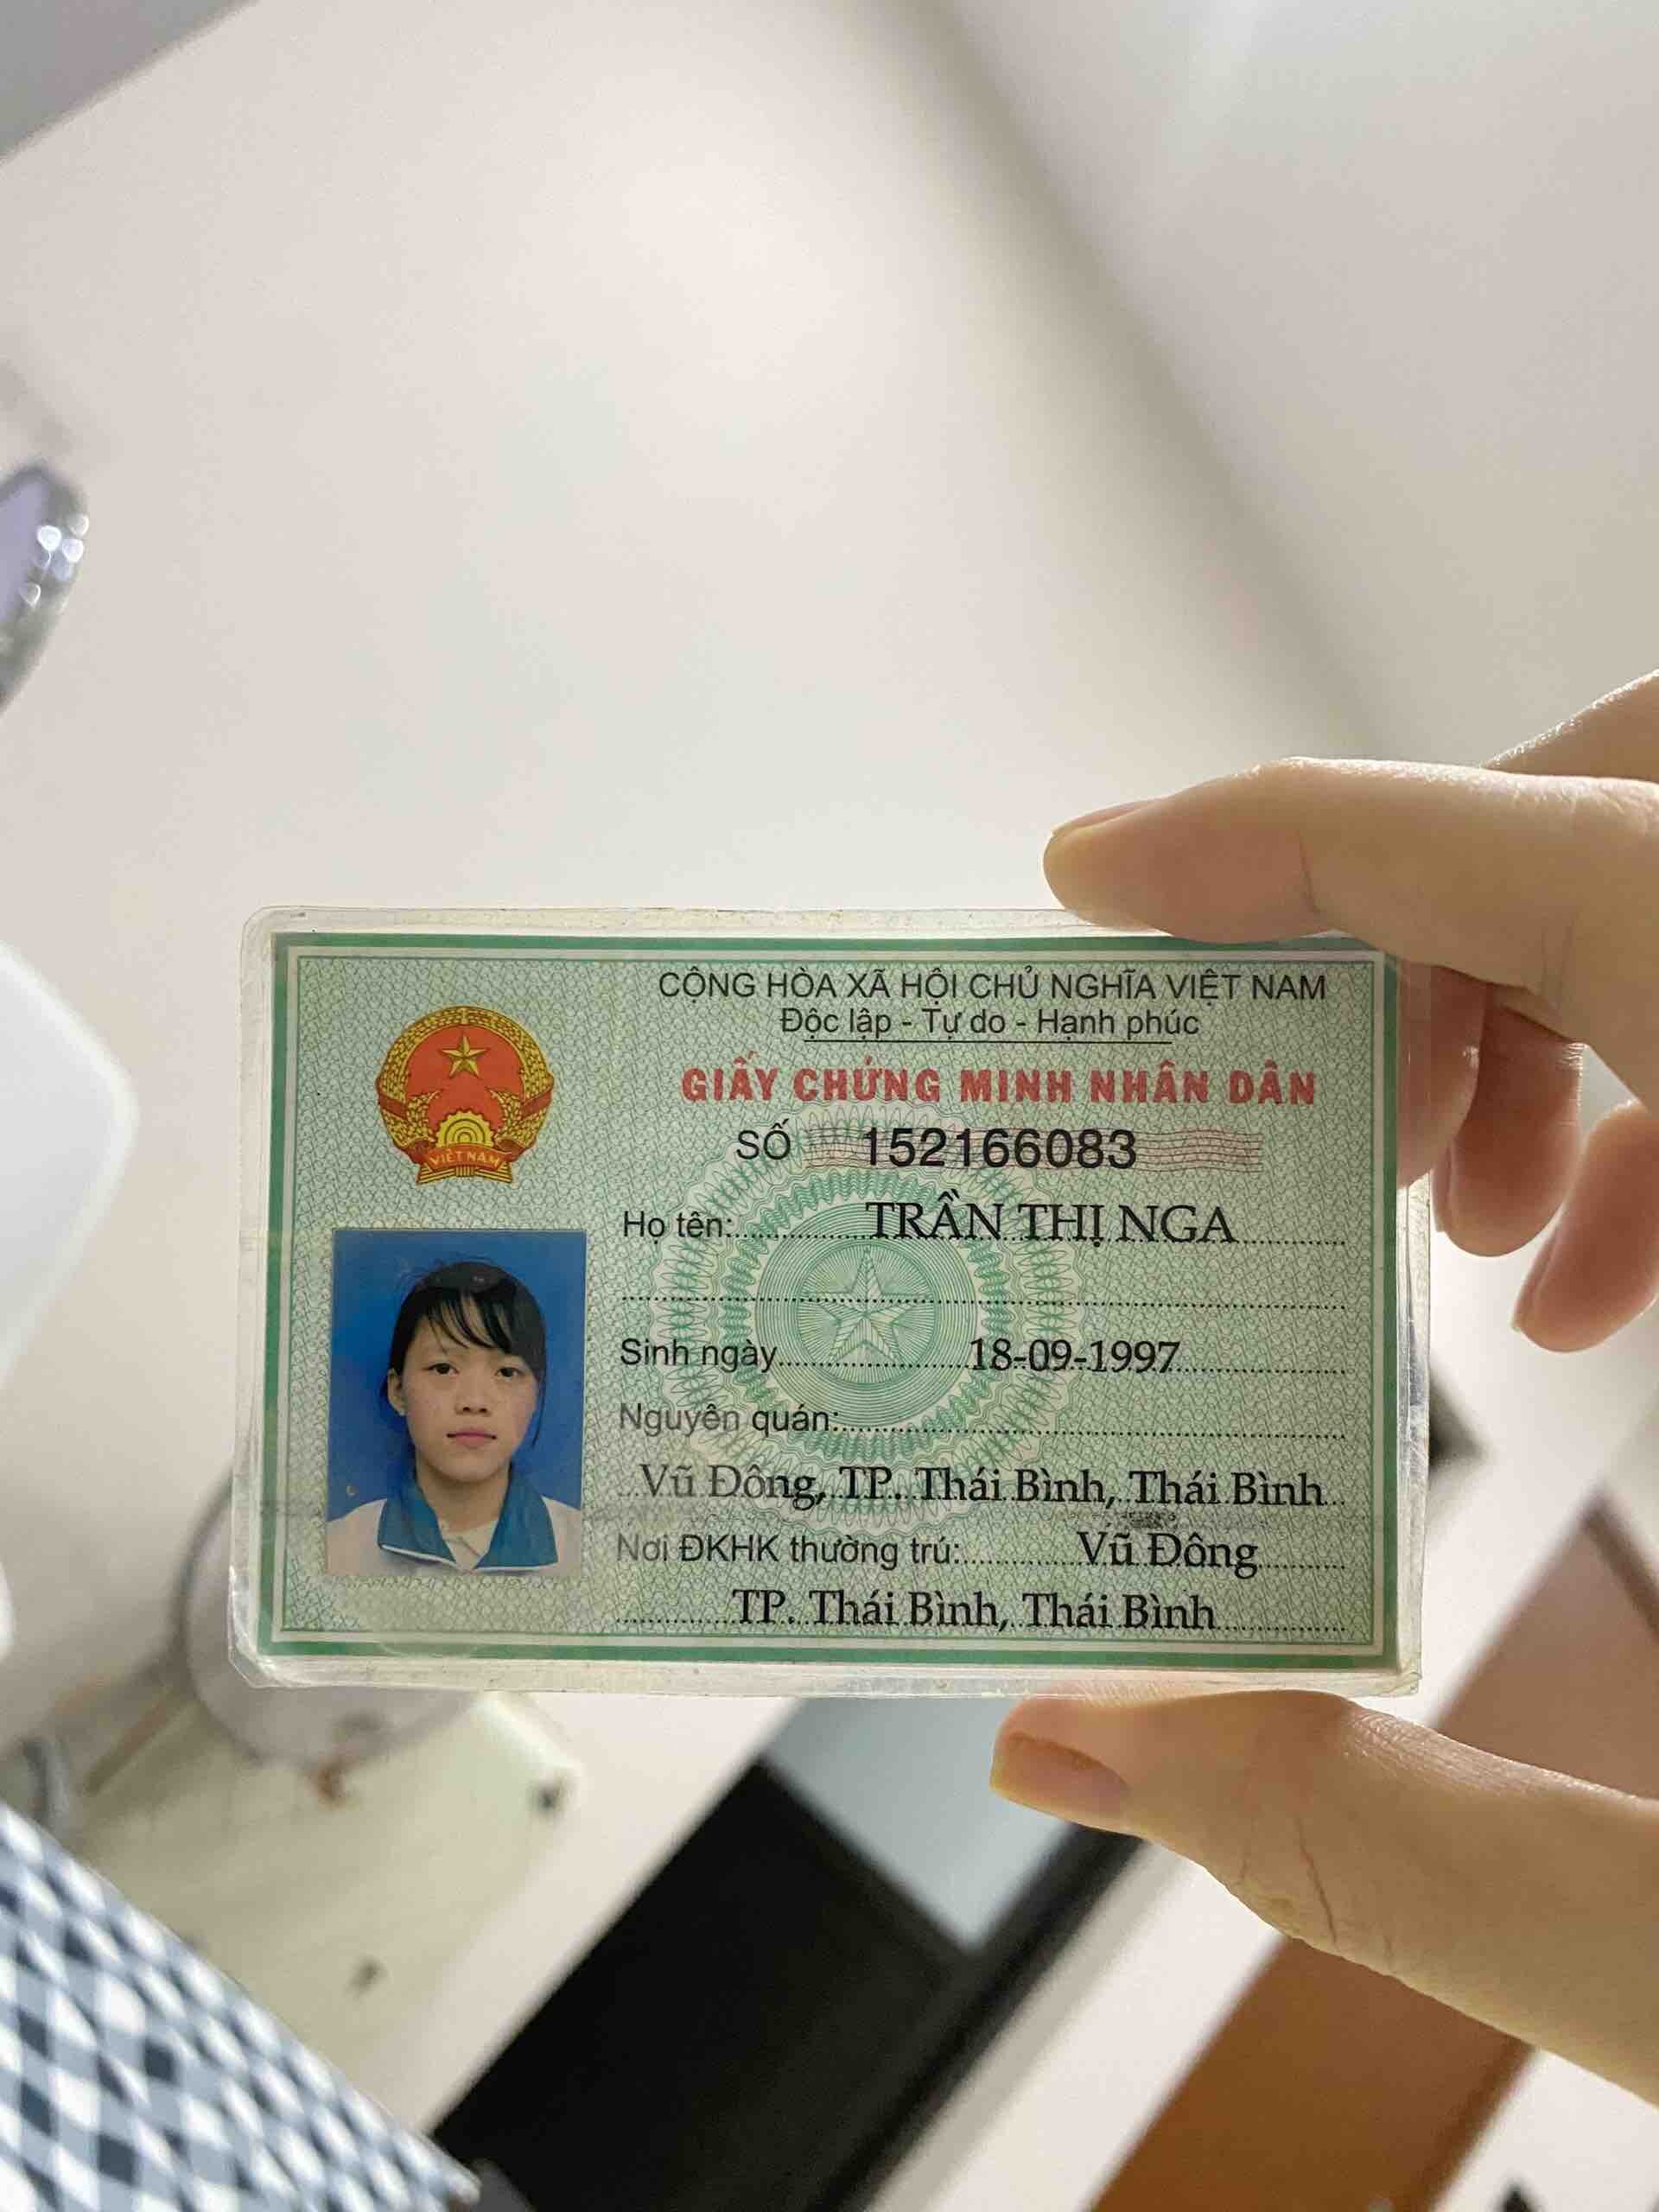 CỘNG HÒA XÃ HỘI CHỦ NGHĨA VIỆT NAM
Độc lập - Tự do - Hạnh phúc
GIẤY CHỨNG MINH NHÂN DÂN
SỐ 152166083
Họ tên: TRẦN THỊ NGA
Sinh ngày 18-09-1997
Nguyên quán:
Vũ Đông, TP. Thái Bình, Thái Bình
Nơi ĐKHK thường trú: Vũ Đông
TP. Thái Bình, Thái Bình
VIỆT NAM